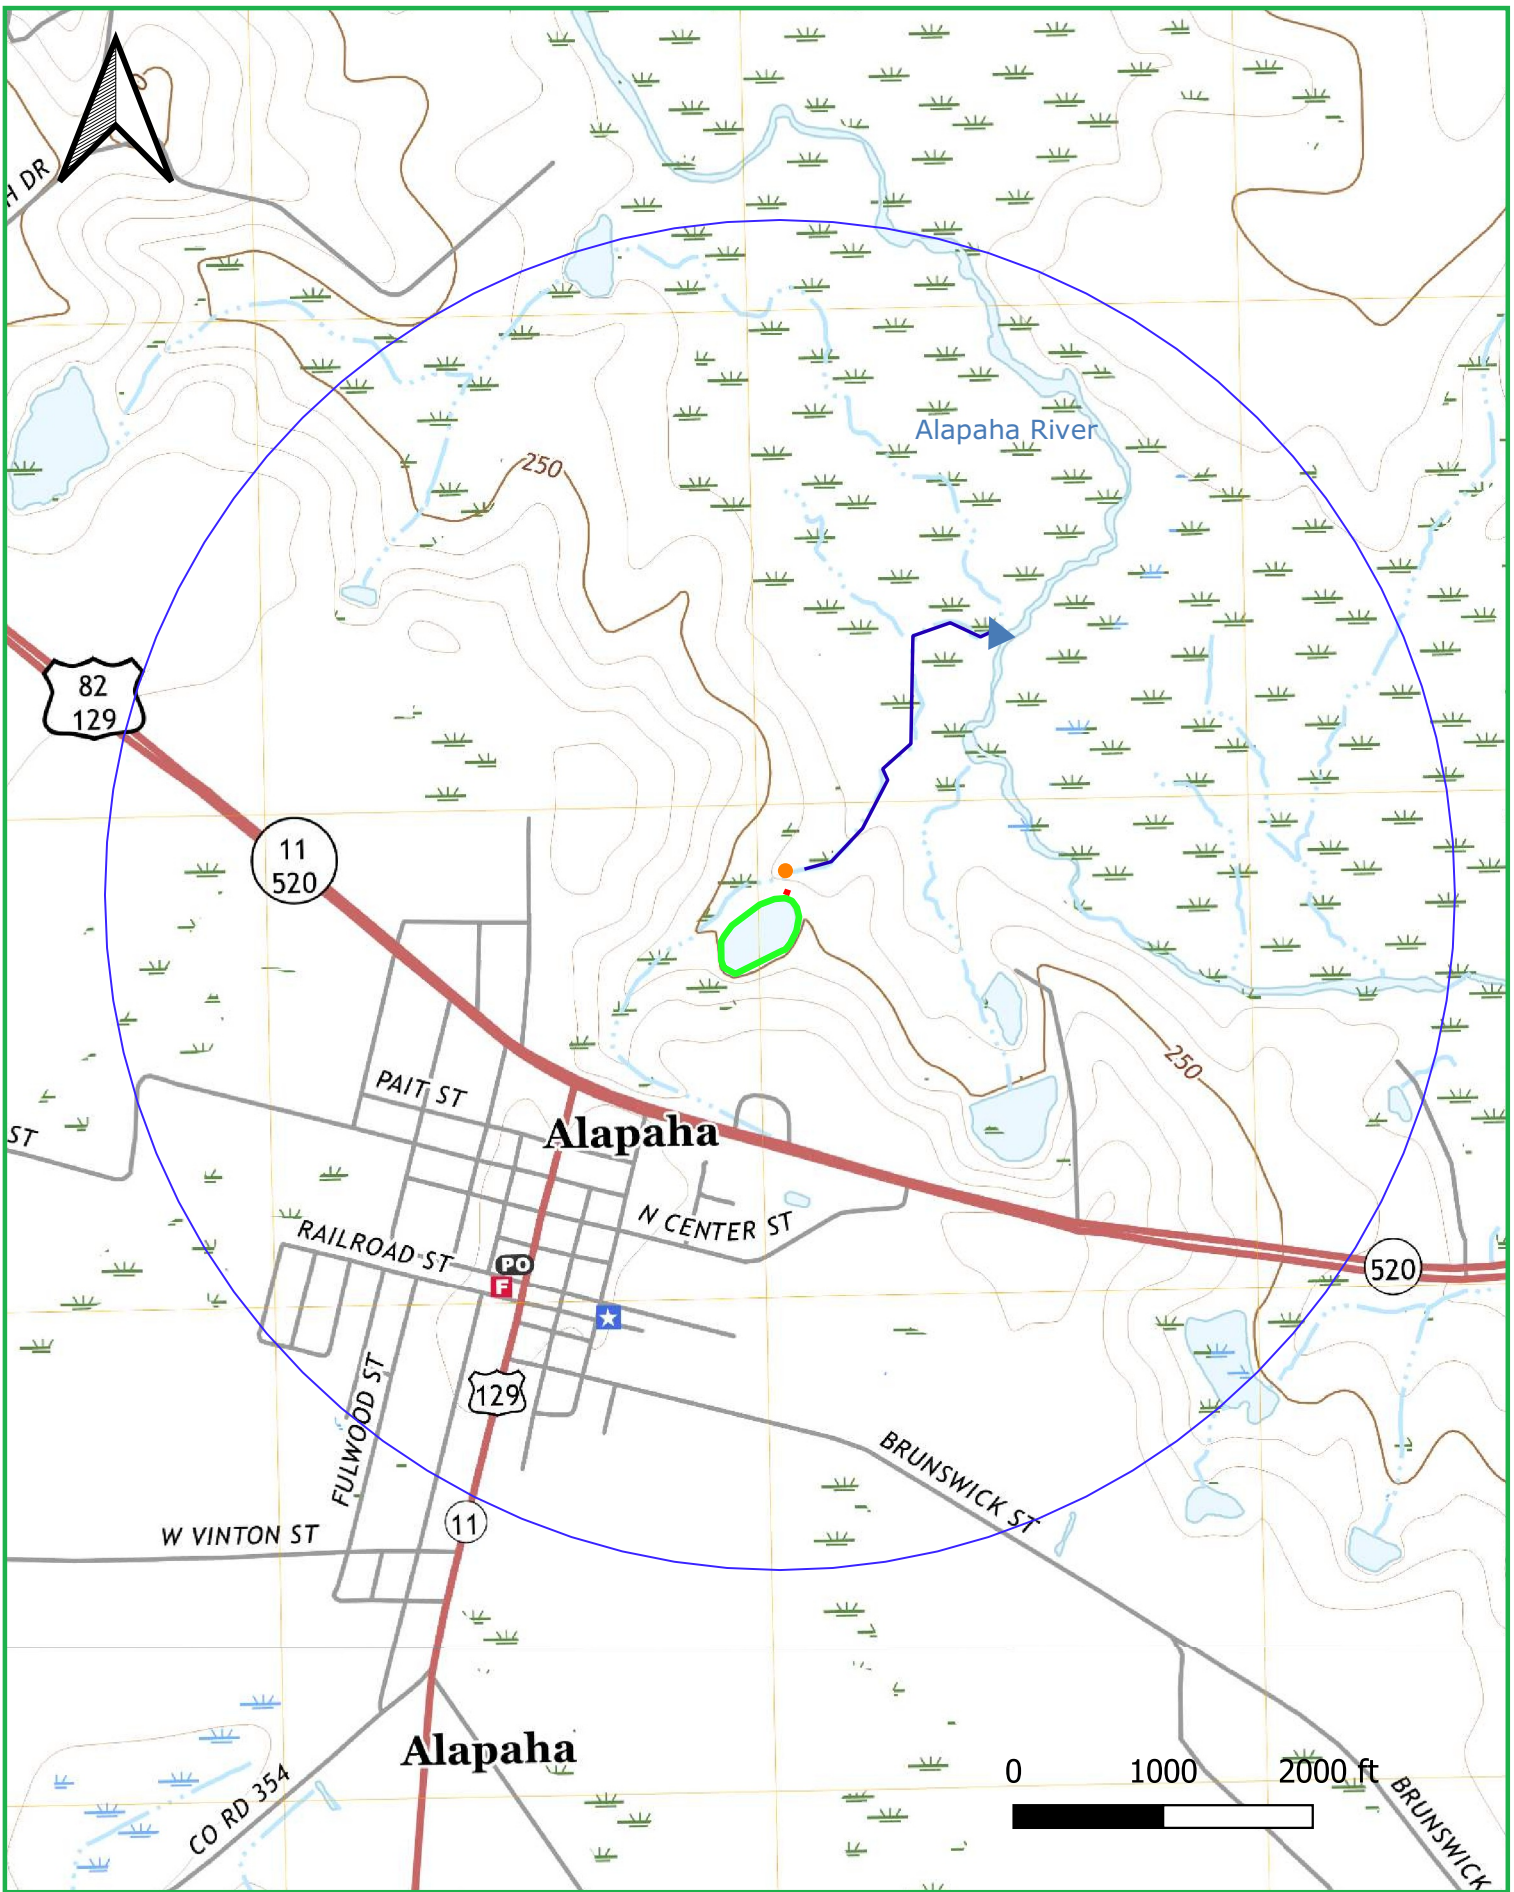 H DR
Alapaha River
250
82
129
11
520
250
PAIT ST
ST
Alapaha
N CENTER ST
RAILROAD ST
PO
F
520
129
FULWOOD ST
BRUNSWICK ST
11
W VINTON ST
Alapaha
0 1000 2000 ft
CO RD 354
BRUNSWICK